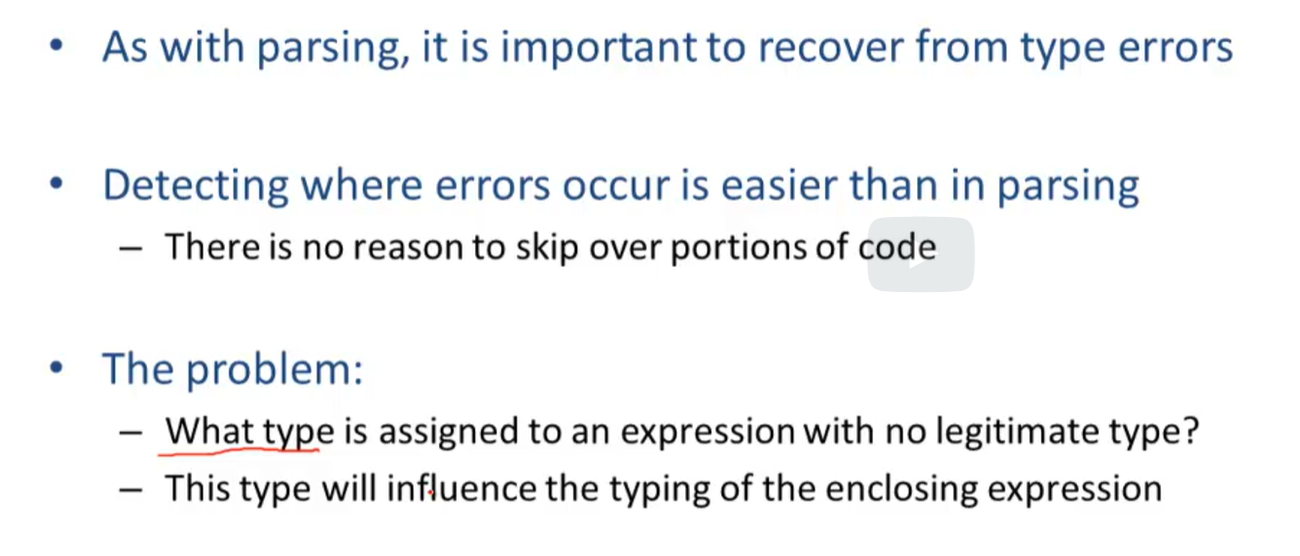 • As with parsing, it is important to recover from type errors
• Detecting where errors occur is easier than in parsing
– There is no reason to skip over portions of code
• The problem:
– What type is assigned to an expression with no legitimate type?
– This type will influence the typing of the enclosing expression